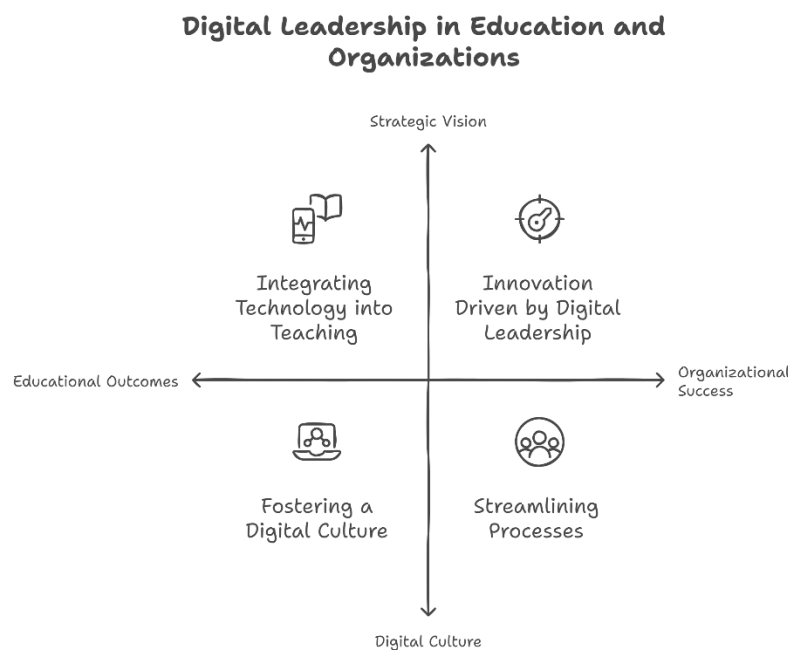 Digital Leadership in Education and
Organizations
Strategic Vision
Integrating
Technology into
Teaching
Innovation
Driven by Digital
Leadership
Educational Outcomes
Organizational
Success
Fostering a
Digital Culture
Streamlining
Processes
Digital Culture